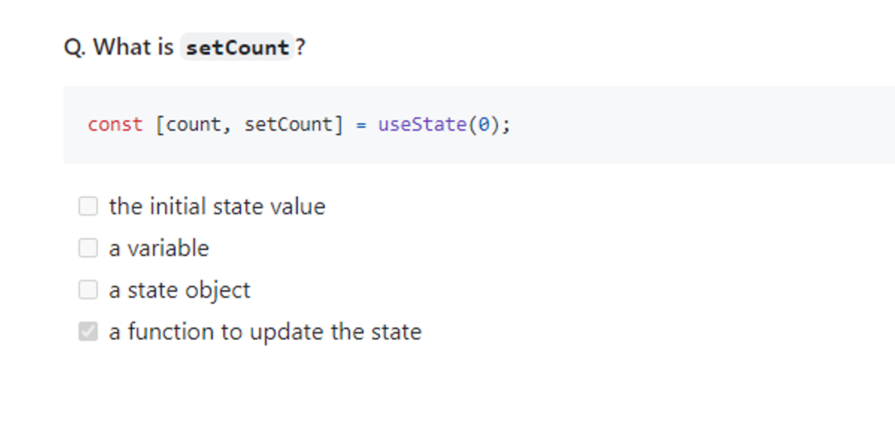 Q. What is setCount?
const [count, setCount] = useState(0);
the initial state value
a variable
a state object
a function to update the state